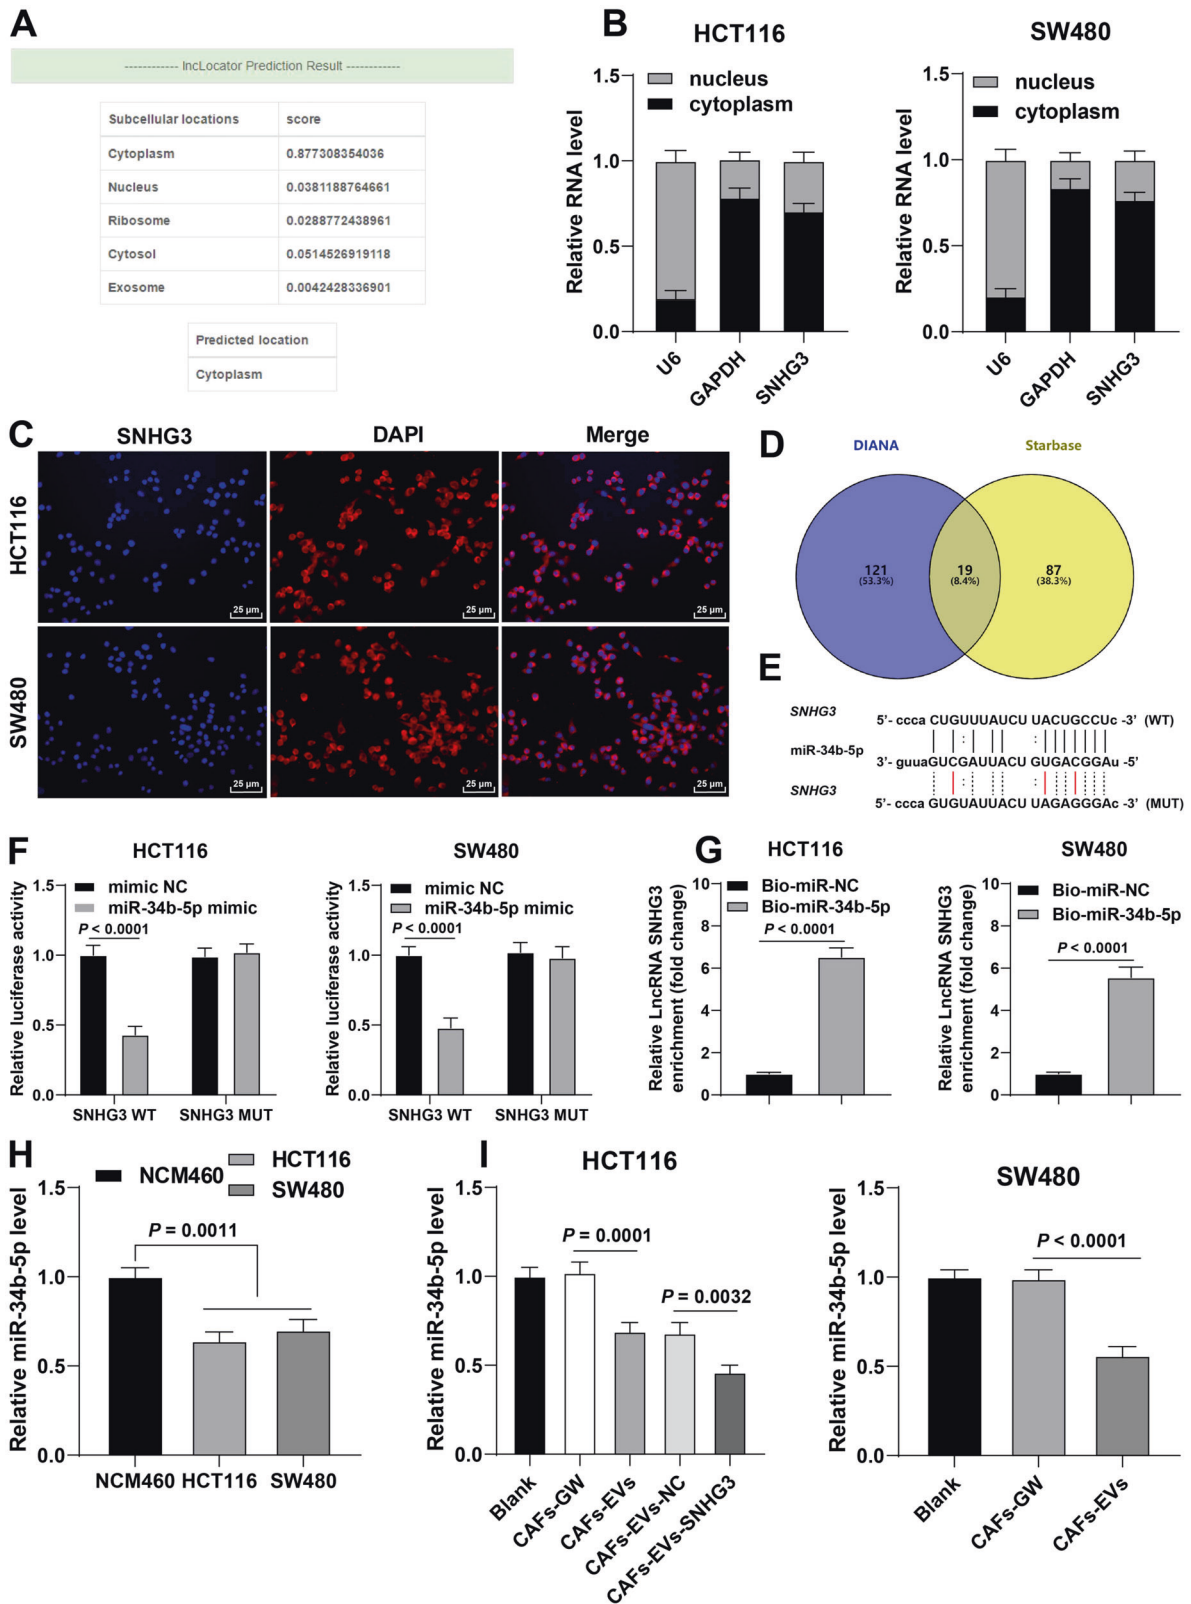 A
------------ lncLocator Prediction Result ------------
Subcellular locations score
Cytoplasm 0.877308354036
Nucleus 0.0381188764661
Ribosome 0.0288772438961
Cytosol 0.0514526919118
Exosome 0.0042428336901
Predicted location
Cytoplasm
B
HCT116
Relative RNA level
1.5
1.0
0.5
0.0
nucleus
cytoplasm
U6 GAPDH SNHG3
SW480
Relative RNA level
1.5
1.0
0.5
0.0
nucleus
cytoplasm
U6 GAPDH SNHG3
C
SNHG3 DAPI Merge
HCT116
25 μm 25 μm 25 μm
SW480
25 μm 25 μm 25 μm
D
DIANA Starbase
121 19 87
(53.3%) (8.4%) (38.3%)
E
SNHG3
5'- ccca CUGUUUAUCU UACUGCCUc -3' (WT)
miR-34b-5p
3'- guuaGUCGAUUACU GUGACGGAu -5'
SNHG3
5'- ccca GUGUAUUACU UAGAGGGAc -3' (MUT)
F
HCT116
Relative luciferase activity
1.5
1.0
0.5
0.0
mimic NC
miR-34b-5p mimic
P < 0.0001
SNHG3 WT SNHG3 MUT
SW480
Relative luciferase activity
1.5
1.0
0.5
0.0
mimic NC
miR-34b-5p mimic
P < 0.0001
SNHG3 WT SNHG3 MUT
G
HCT116
Relative LncRNA SNHG3
enrichment (fold change)
10
8
6
4
2
0
Bio-miR-NC
Bio-miR-34b-5p
P < 0.0001
SW480
Relative LncRNA SNHG3
enrichment (fold change)
10
8
6
4
2
0
Bio-miR-NC
Bio-miR-34b-5p
P < 0.0001
H
Relative miR-34b-5p level
1.5
1.0
0.5
0.0
NCM460
HCT116
SW480
P = 0.0011
NCM460 HCT116 SW480
I
HCT116
Relative miR-34b-5p level
1.5
1.0
0.5
0.0
P = 0.0001
P = 0.0032
Blank CAFs-GW CAFs-EVs CAFs-EVs-NC CAFs-EVs-SNHG3
SW480
Relative miR-34b-5p level
1.5
1.0
0.5
0.0
P < 0.0001
Blank CAFs-GW CAFs-EVs